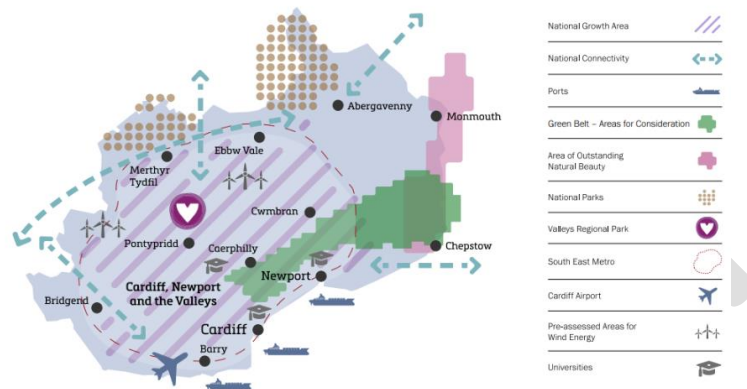 Abergavenny
Monmouth
Ebbw Vale
Merthyr
Tydfil
Cwmbran
Pontypridd
Caerphilly
Chepstow
Newport
Cardiff, Newport
and the Valleys
Bridgend
Cardiff
Barry
National Growth Area
National Connectivity
Ports
Green Belt – Areas for Consideration
Area of Outstanding
Natural Beauty
National Parks
Valleys Regional Park
South East Metro
Cardiff Airport
Pre-assessed Areas for
Wind Energy
Universities